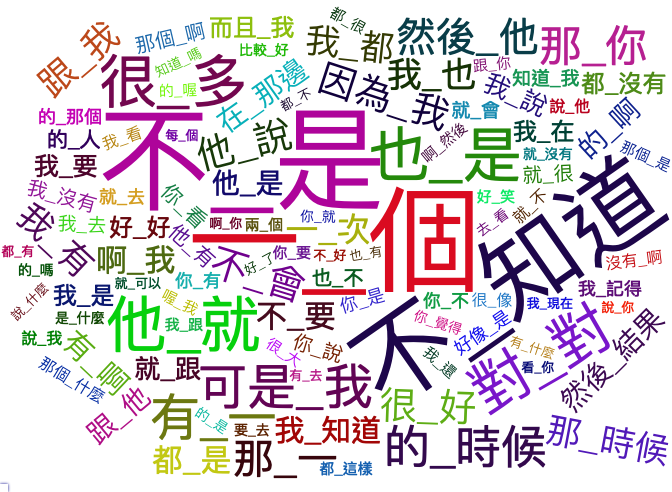 都_很
而且_我
那個_啊
跟_我
我_都
然後_他
那_你
知道_嗎
比較_好
很_多
的_喔
在_那邊
因為_我
我_也
跟_你
知道_我
都_沒有
都_不
我_說
的_那個
不_是
就_會
說_他
的_人
我_看
每_個
他_說
也_是
啊_然後
我_在
的_啊
那個_是
就_沒有
我_要
他_是
就_很
我_沒有
就_去
你_看
一_個
好_笑
就_不
不_知道
我_去
好_好
啊_你
兩_個
一_次
你_就
去_看
我_有
他_有
都_有
啊_我
不_會
好_了
你_要
不_好
也_有
沒有_啊
的_嗎
就_可以
你_有
也_不
說_什麼
我_是
喔_我
你_是
你_不
很_像
我_現在
我_記得
說_你
是_什麼
他_就
我_跟
不_要
你_覺得
好像_是
對_對
然後_結果
說_我
有_啊
很_大
你_說
我_還
有_什麼
看_你
那個_什麼
就_跟
有_去
可是_我
跟_他
有_一
的_是
要_去
我_知道
很_好
的_時候
那_時候
都_是
那_一
都_這樣